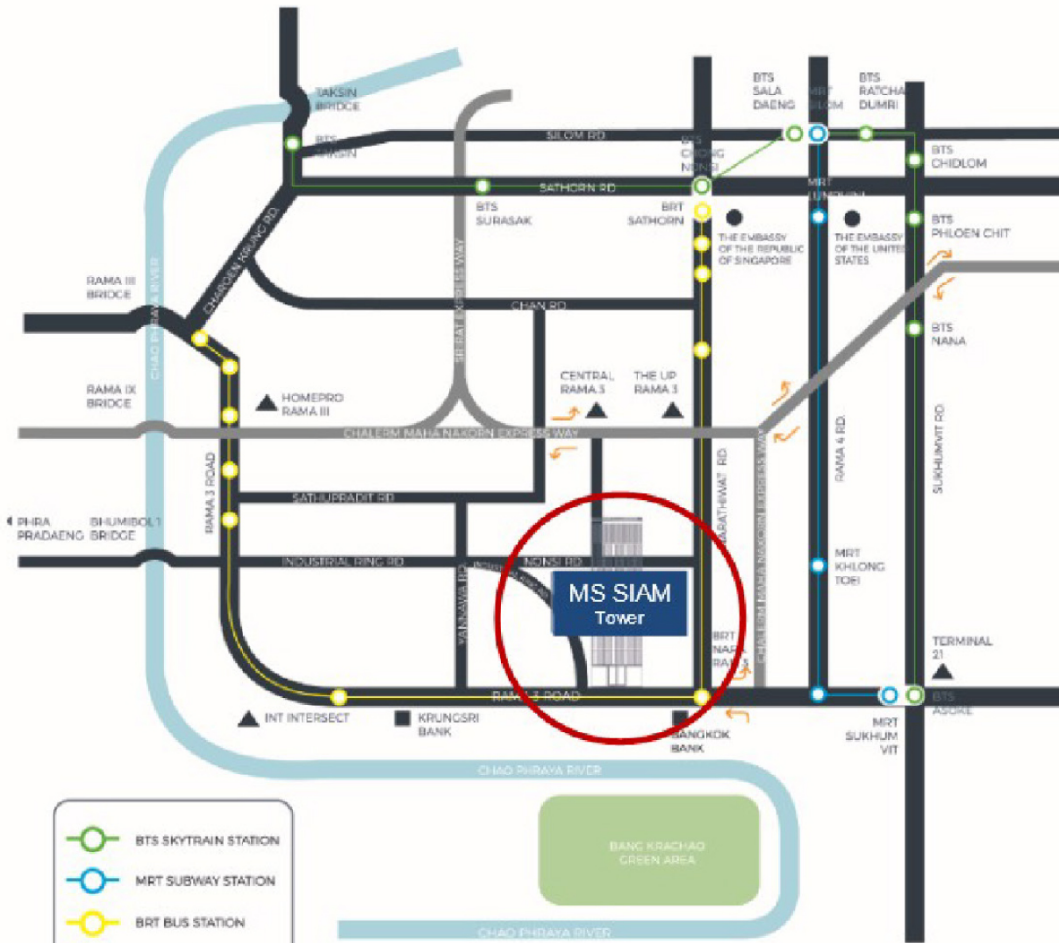 TAKSIN
BRIDGE
BTS
TAKSIN
SILOM RD
BTS
SALA
DAENG
MRT
SILOM
BTS
RATCHA
DUMRI
BTS
CHONG
NONSI
BTS
CHIDLOM
SATHORN RD
BTS
SURASAK
BRT
SATHORN
MRT
LUMPHINI
THE EMBASSY
OF THE REPUBLIC
OF SINGAPORE
THE EMBASSY
OF THE UNITED
STATES
BTS
PHLOEN CHIT
CHAROEN KRUNG RD.
RAMA III
BRIDGE
CHAO PHRAYA RIVER
SRI RAT EXPRESS WAY
CHAN RD
BTS
NANA
RAMA IX
BRIDGE
HOMEPRO
RAMA III
CENTRAL
RAMA 3
THE UP
RAMA 3
CHALERM MAHA NAKORN EXPRESS WAY
RAMA 3 ROAD
NARATHIWAT RD.
CHALERM MAHA NAKORN EXPRESS WAY
RAMA 4 RD.
SUKHUMVIT RD
SATHUPRADIT RD
PHRA
PRADAENG
BHUMIBOL 1
BRIDGE
INDUSTRIAL RING RD
NONSI RD
INDUSTRIAL RING RD
YANNAWA RD.
MS SIAM
Tower
MRT
KHLONG
TOEI
BRT
NARA
RAMA 3
TERMINAL
21
RAMA 3 ROAD
INT INTERSECT
KRUNGSRI
BANK
BANGKOK
BANK
MRT
SUKHUM
VIT
BTS
ASOKE
CHAO PHRAYA RIVER
BANG KRACHAO
GREEN AREA
BTS SKYTRAIN STATION
MRT SUBWAY STATION
BRT BUS STATION
CHAO PHRAYA RIVER